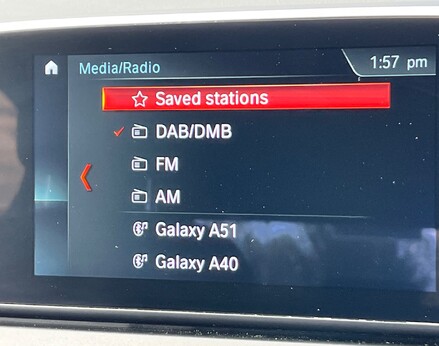 Media/Radio
1:57 pm
Saved stations
DAB/DMB
FM
AM
Galaxy A51
Galaxy A40